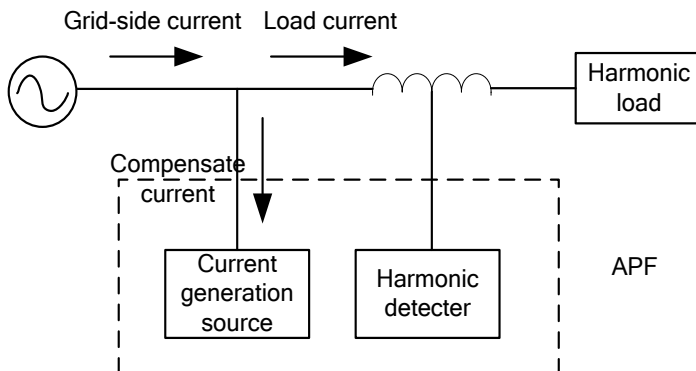 Grid-side current
Load current
Harmonic
load
Compensate
current
Current
generation
source
Harmonic
detecter
APF